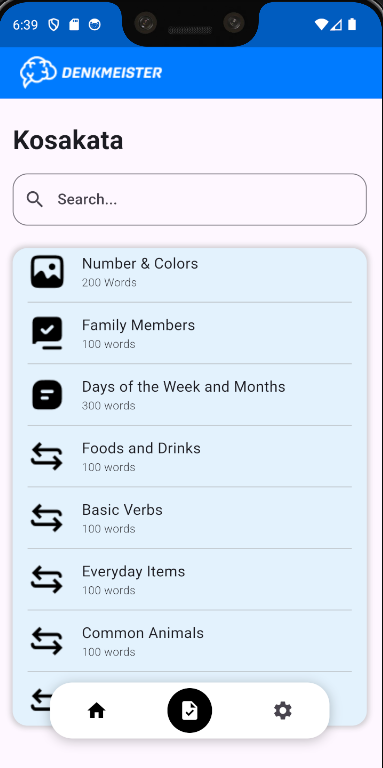 6:39
DENKMEISTER
Kosakata
Search...
Number & Colors
200 Words
Family Members
100 words
Days of the Week and Months
300 words
Foods and Drinks
100 words
Basic Verbs
100 words
Everyday Items
100 words
Common Animals
100 words